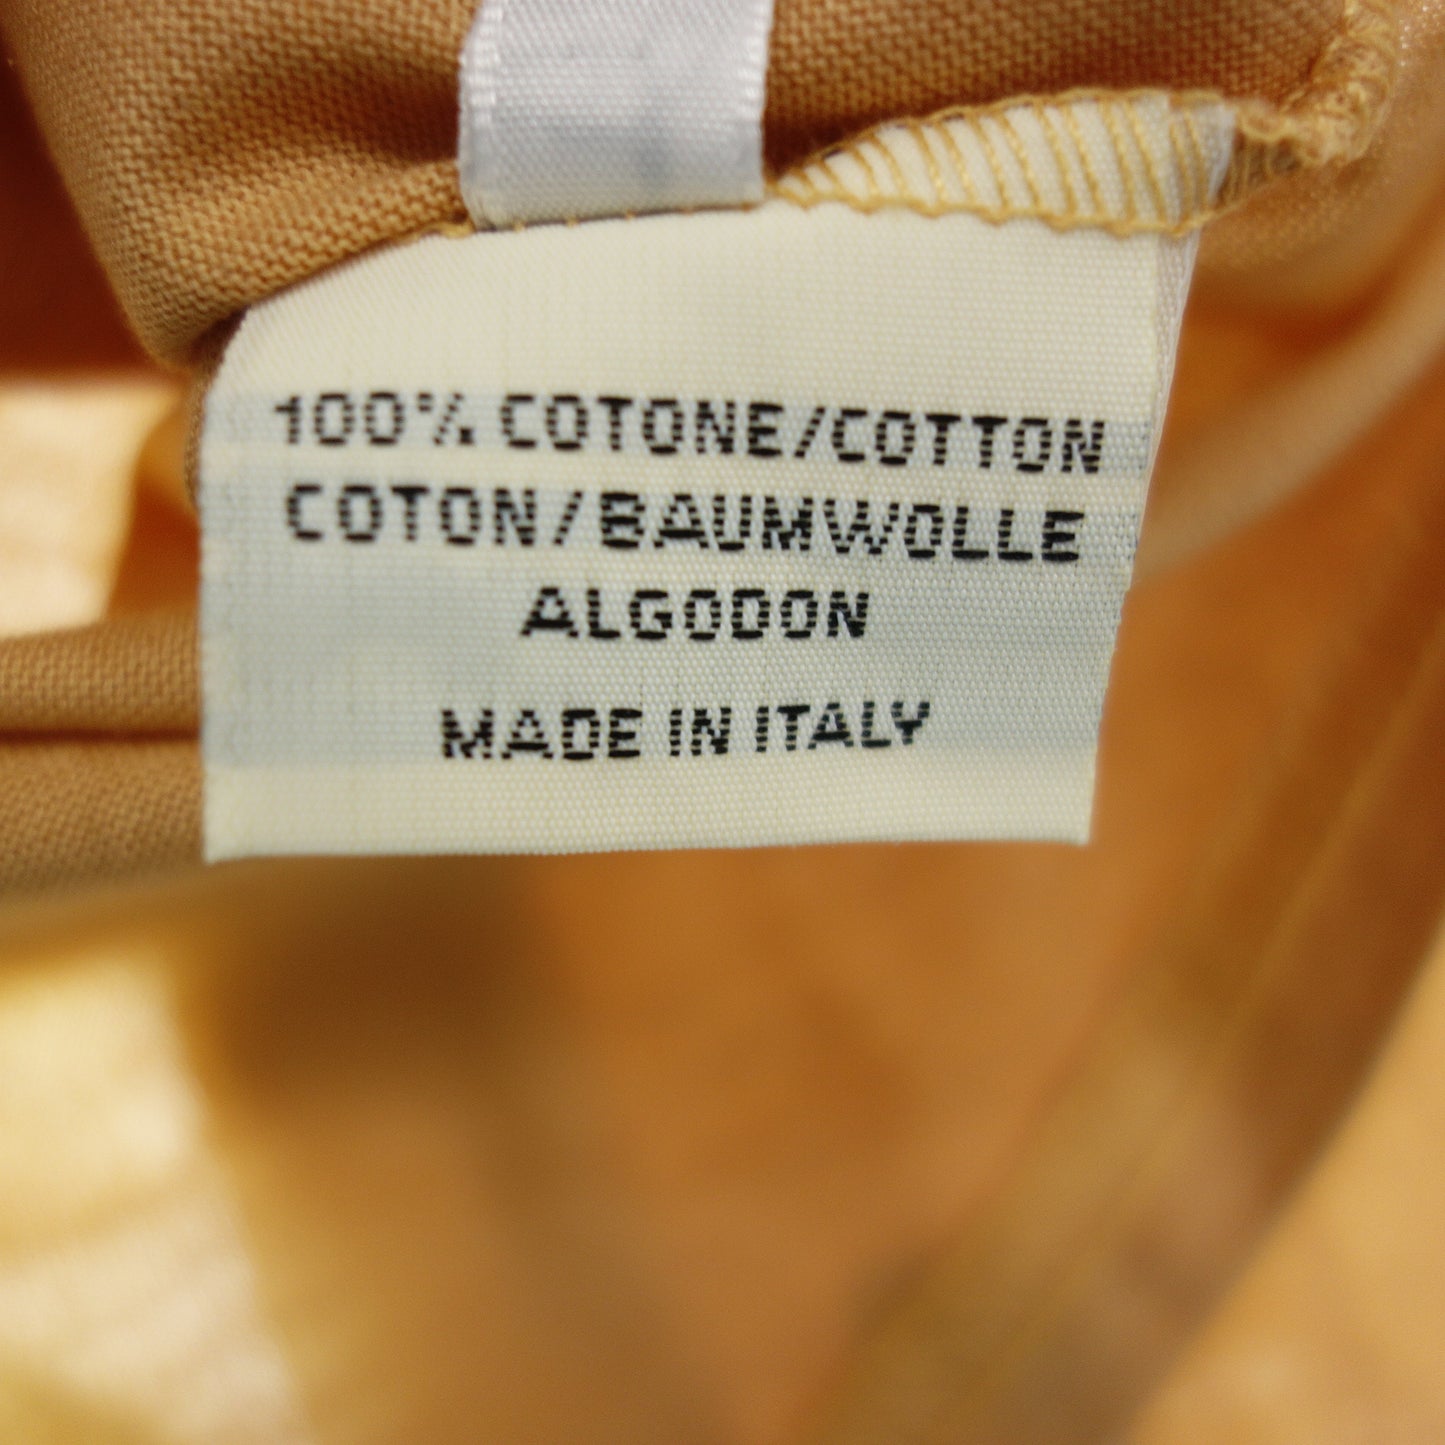 100% COTONE/COTTON
COTON/BAUMWOLLE
ALGODON
MADE IN ITALY